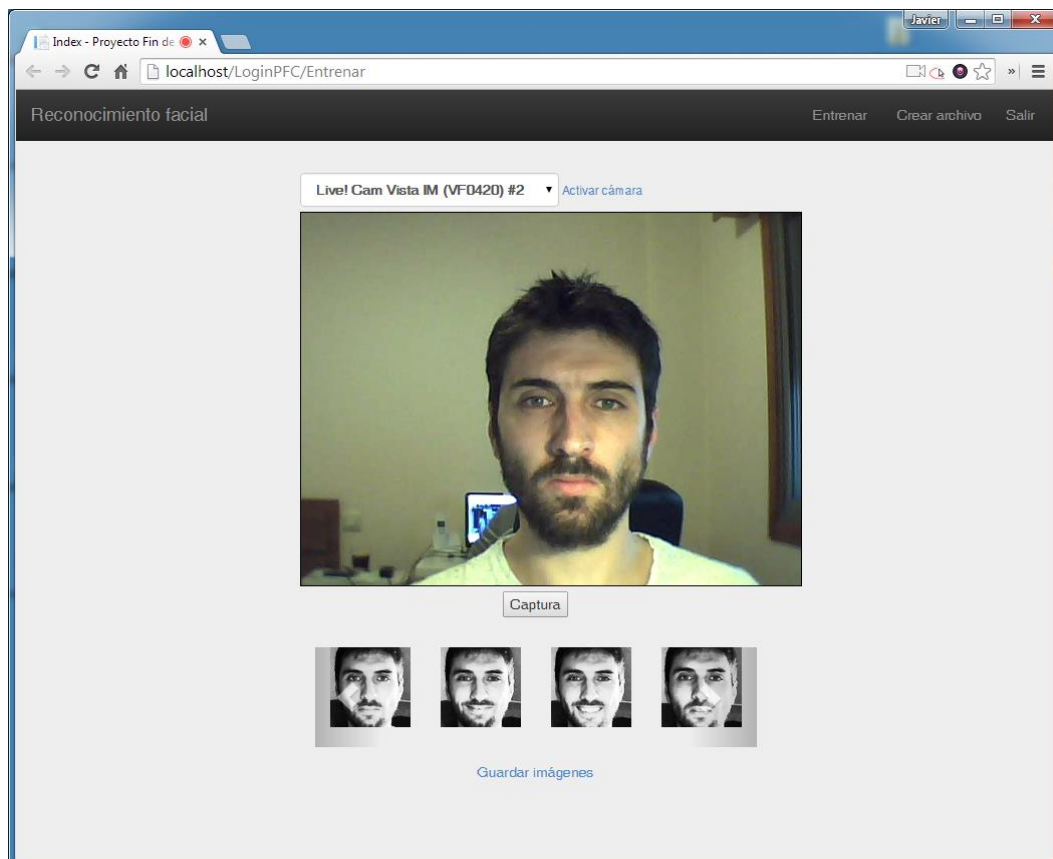 Javier
Index - Proyecto Fin de
localhost/LoginPFC/Entrenar
Reconocimiento facial
Entrenar
Crear archivo
Salir
Live! Cam Vista IM (VF0420) #2
Activar cámara
Captura
Guardar imágenes